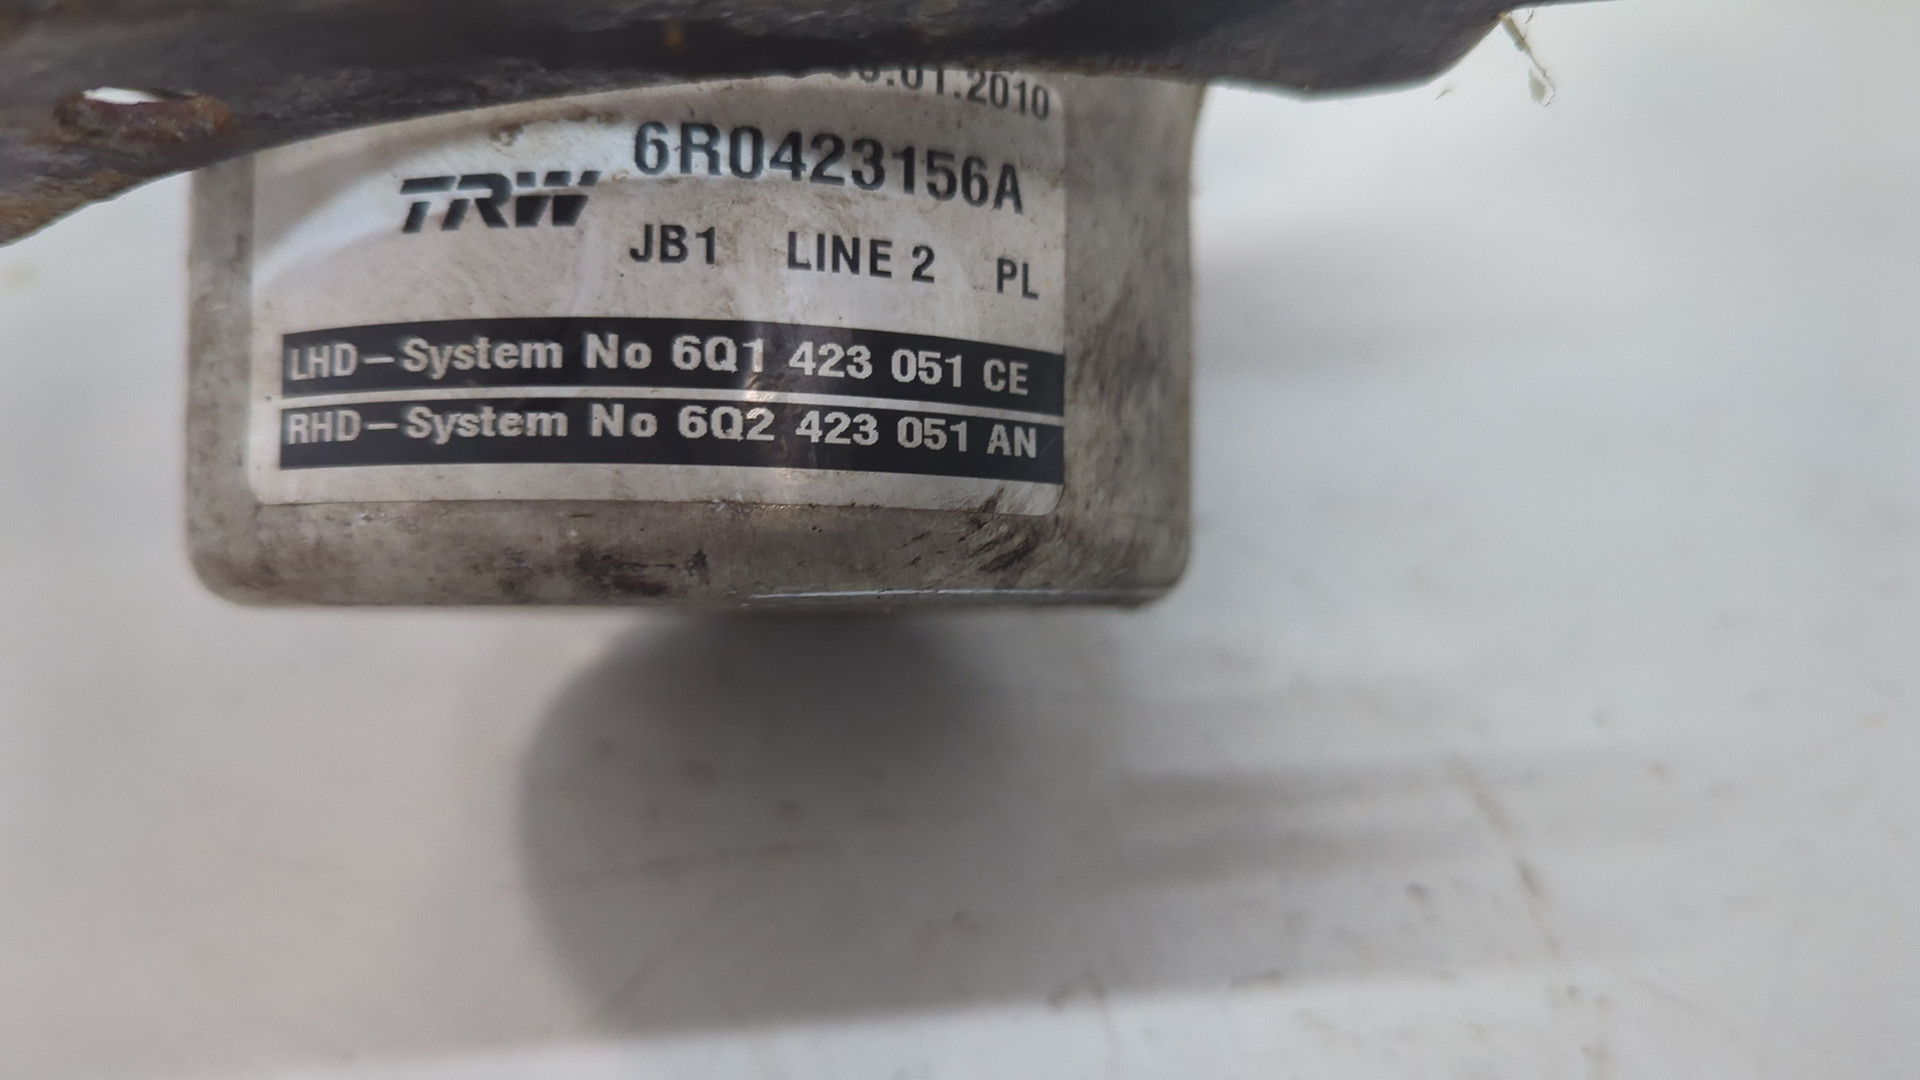 .01.2010
6R0423156A
TRW
JB1 LINE 2 PL
LHD-System No 6Q1 423 051 CE
RHD-System No 6Q2 423 051 AN